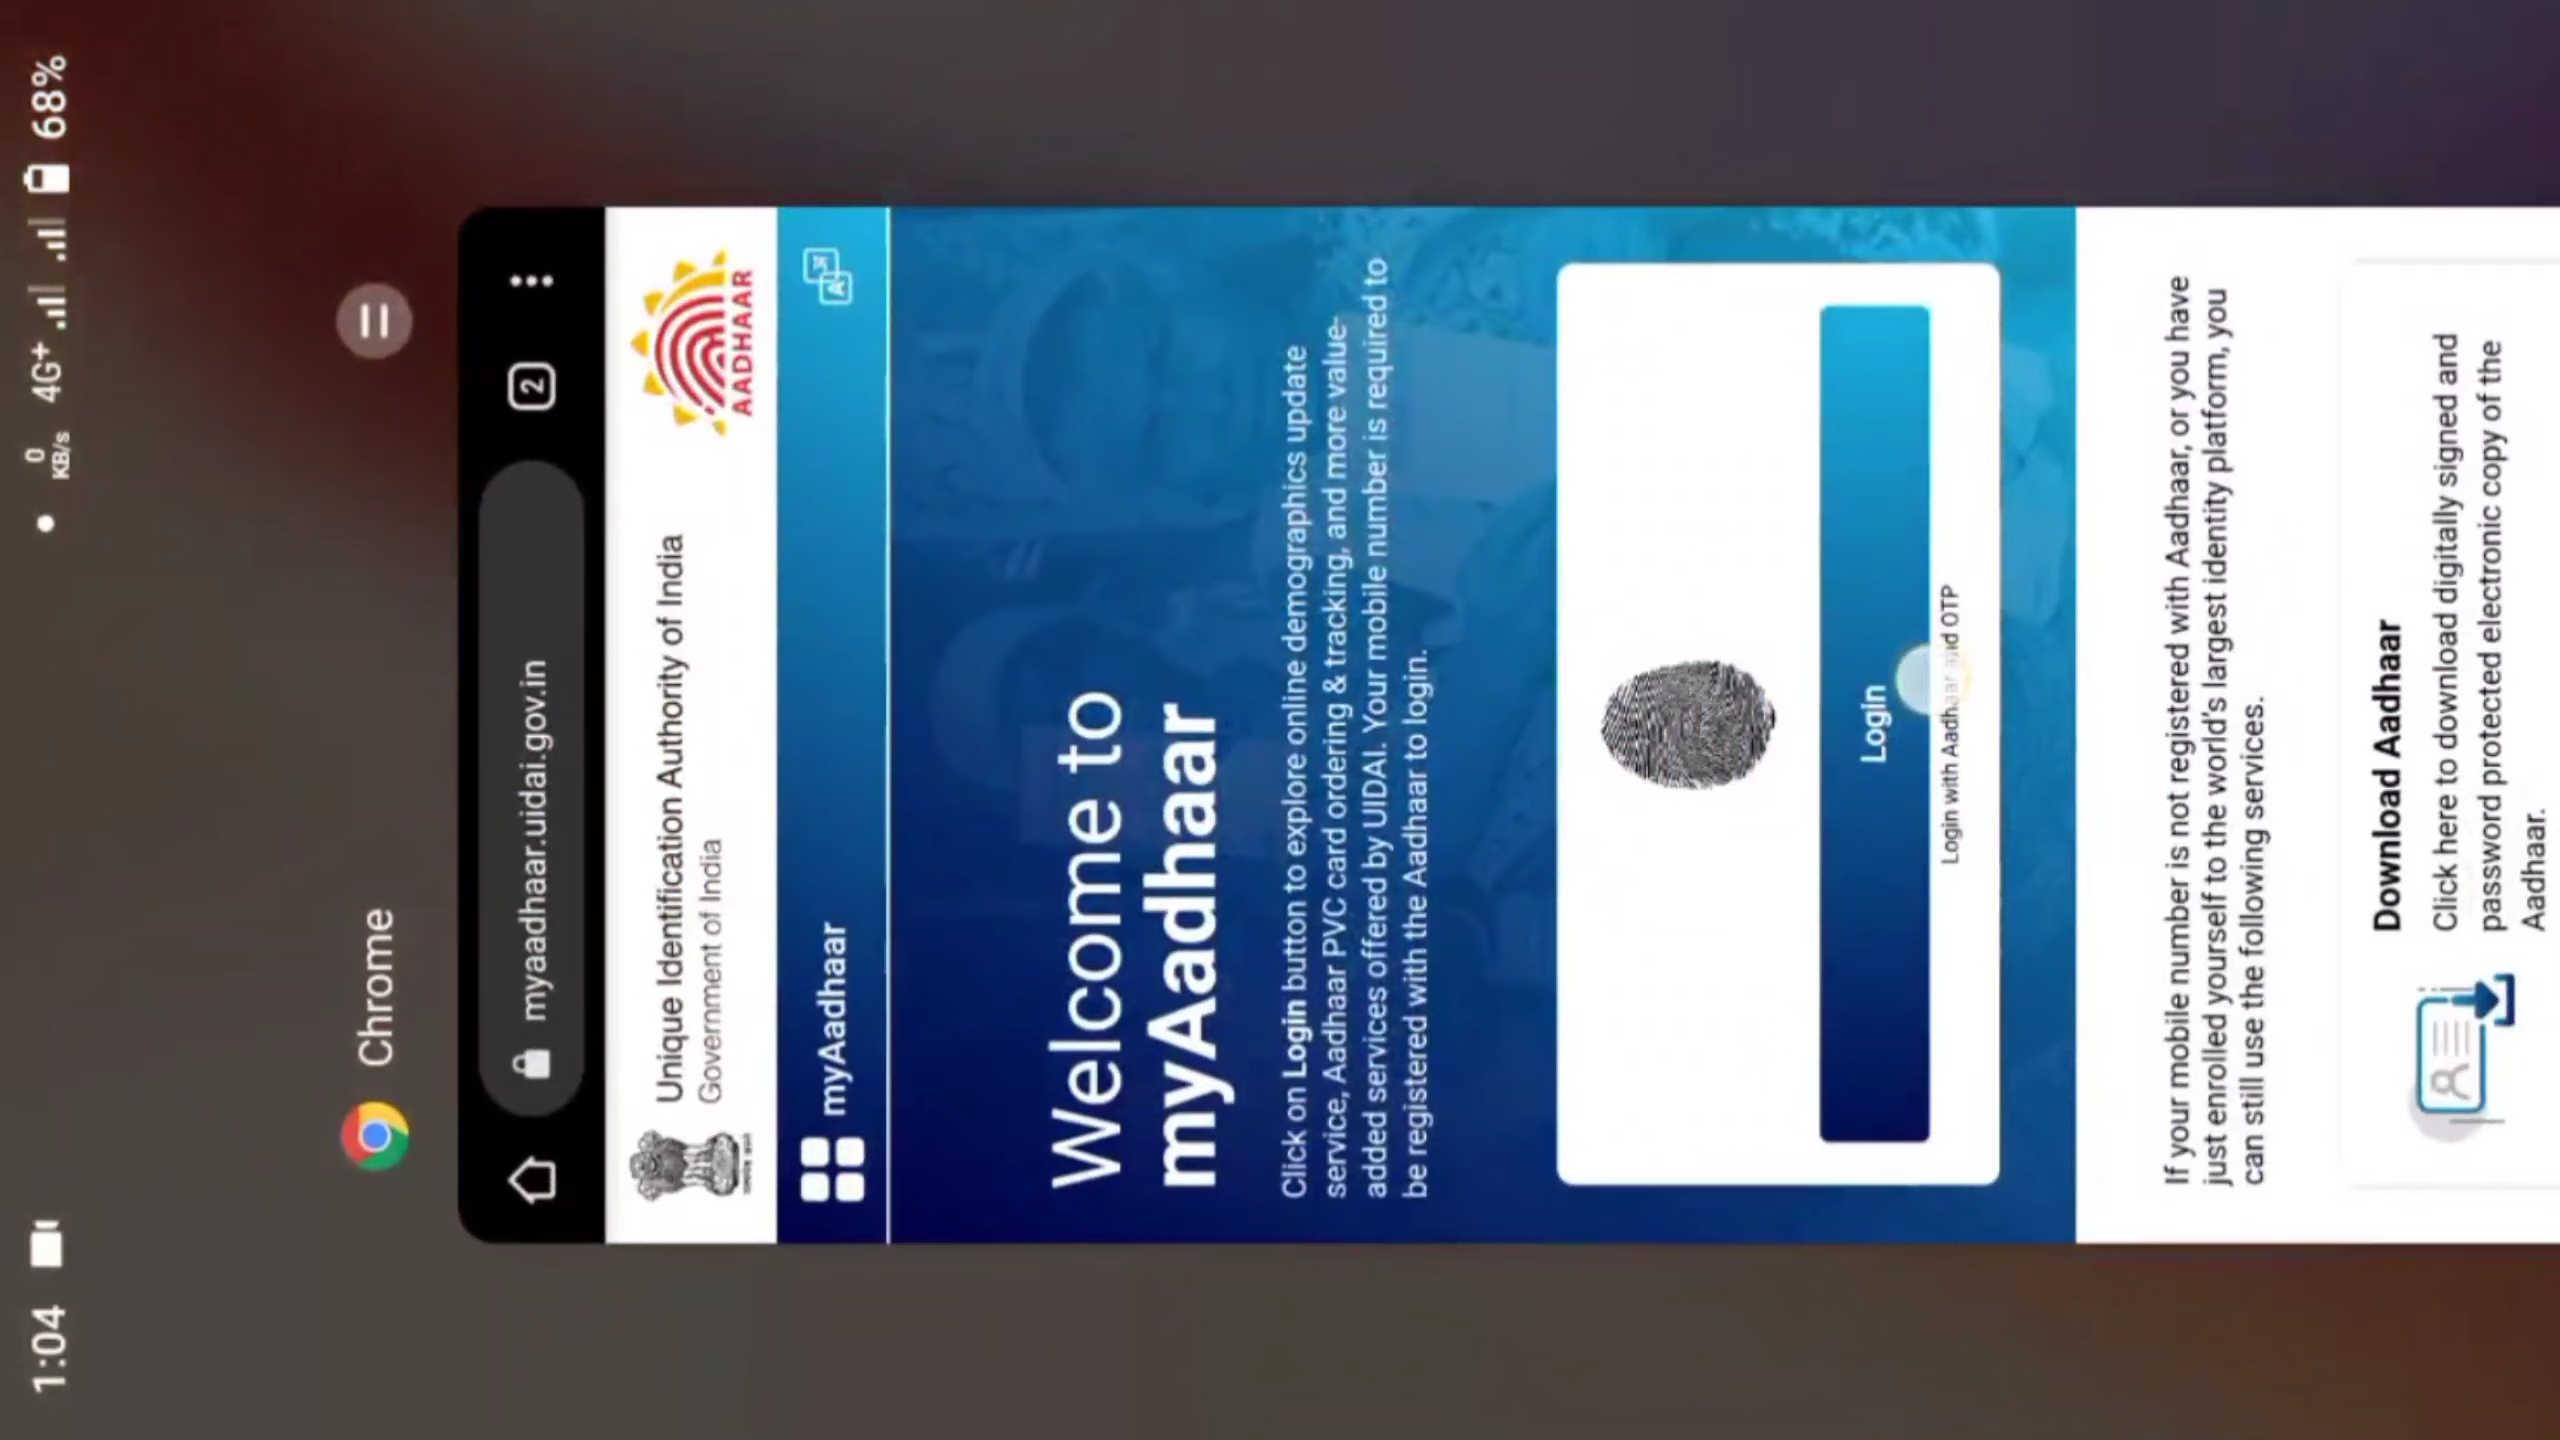 1:04
0
KB/s
4G+
68%
Chrome
myaadhaar.uidai.gov.in
2
Unique Identification Authority of India
Government of India
AADHAAR
myAadhaar
Welcome to
myAadhaar
Click on Login button to explore online demographics update
service, Aadhaar PVC card ordering & tracking, and more value-
added services offered by UIDAI. Your mobile number is required to
be registered with the Aadhaar to login.
Login
Login with Aadhaar and OTP
If your mobile number is not registered with Aadhaar, or you have
just enrolled yourself to the world's largest identity platform, you
can still use the following services.
Download Aadhaar
Click here to download digitally signed and
password protected electronic copy of the
Aadhaar.